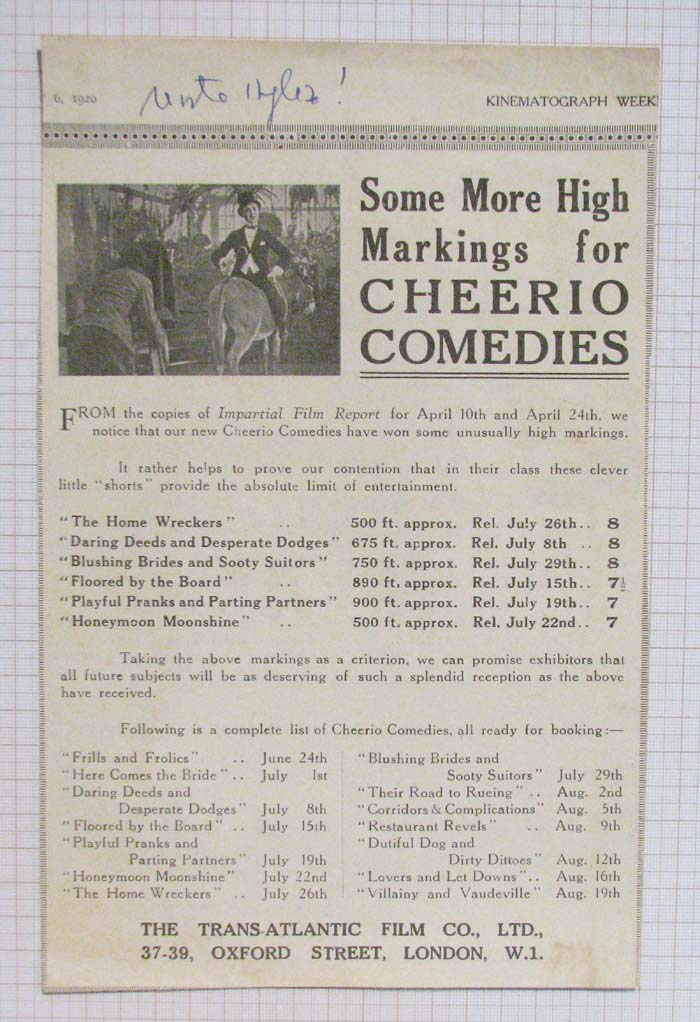 6, 1920
KINEMATOGRAPH WEEK
Some More High
Markings for
CHEERIO
COMEDIES
FROM the copies of Impartial Film Report for April 10th and April 24th, we
notice that our new Cheerio Comedies have won some unusually high markings.
It rather helps to prove our contention that in their class these clever
little "shorts" provide the absolute limit of entertainment.
"The Home Wreckers" .. 500 ft. approx. Rel. July 26th.. 8
"Daring Deeds and Desperate Dodges" 675 ft. approx. Rel. July 8th .. 8
"Blushing Brides and Sooty Suitors" 750 ft. approx. Rel. July 29th.. 8
"Floored by the Board" .. 890 ft. approx. Rel. July 15th.. 7½
"Playful Pranks and Parting Partners" 900 ft. approx. Rel. July 19th.. 7
"Honeymoon Moonshine" .. 500 ft. approx. Rel. July 22nd.. 7
Taking the above markings as a criterion, we can promise exhibitors that
all future subjects will be as deserving of such a splendid reception as the above
have received.
Following is a complete list of Cheerio Comedies, all ready for booking:—
"Frills and Frolics" .. June 24th
"Here Comes the Bride" .. July 1st
"Daring Deeds and
Desperate Dodges" July 8th
"Floored by the Board" .. July 15th
"Playful Pranks and
Parting Partners" July 19th
"Honeymoon Moonshine" July 22nd
"The Home Wreckers" .. July 26th
"Blushing Brides and
Sooty Suitors" July 29th
"Their Road to Rueing" .. Aug. 2nd
"Corridors & Complications" Aug. 5th
"Restaurant Revels" .. Aug. 9th
"Dutiful Dog and
Dirty Dittoes" Aug. 12th
"Lovers and Let Downs".. Aug. 16th
"Villainy and Vaudeville" Aug. 19th
THE TRANS-ATLANTIC FILM CO., LTD.,
37-39, OXFORD STREET, LONDON, W.1.